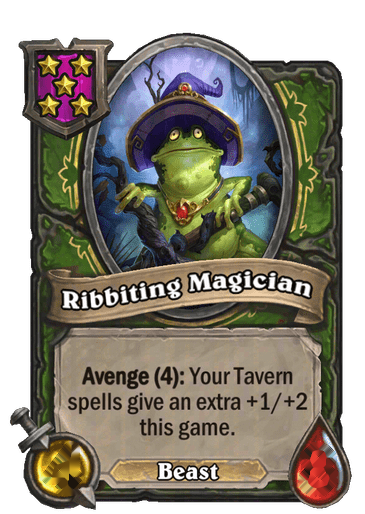 Ribbiting Magician
Avenge (4): Your Tavern
spells give an extra +1/+2
this game.
Beast